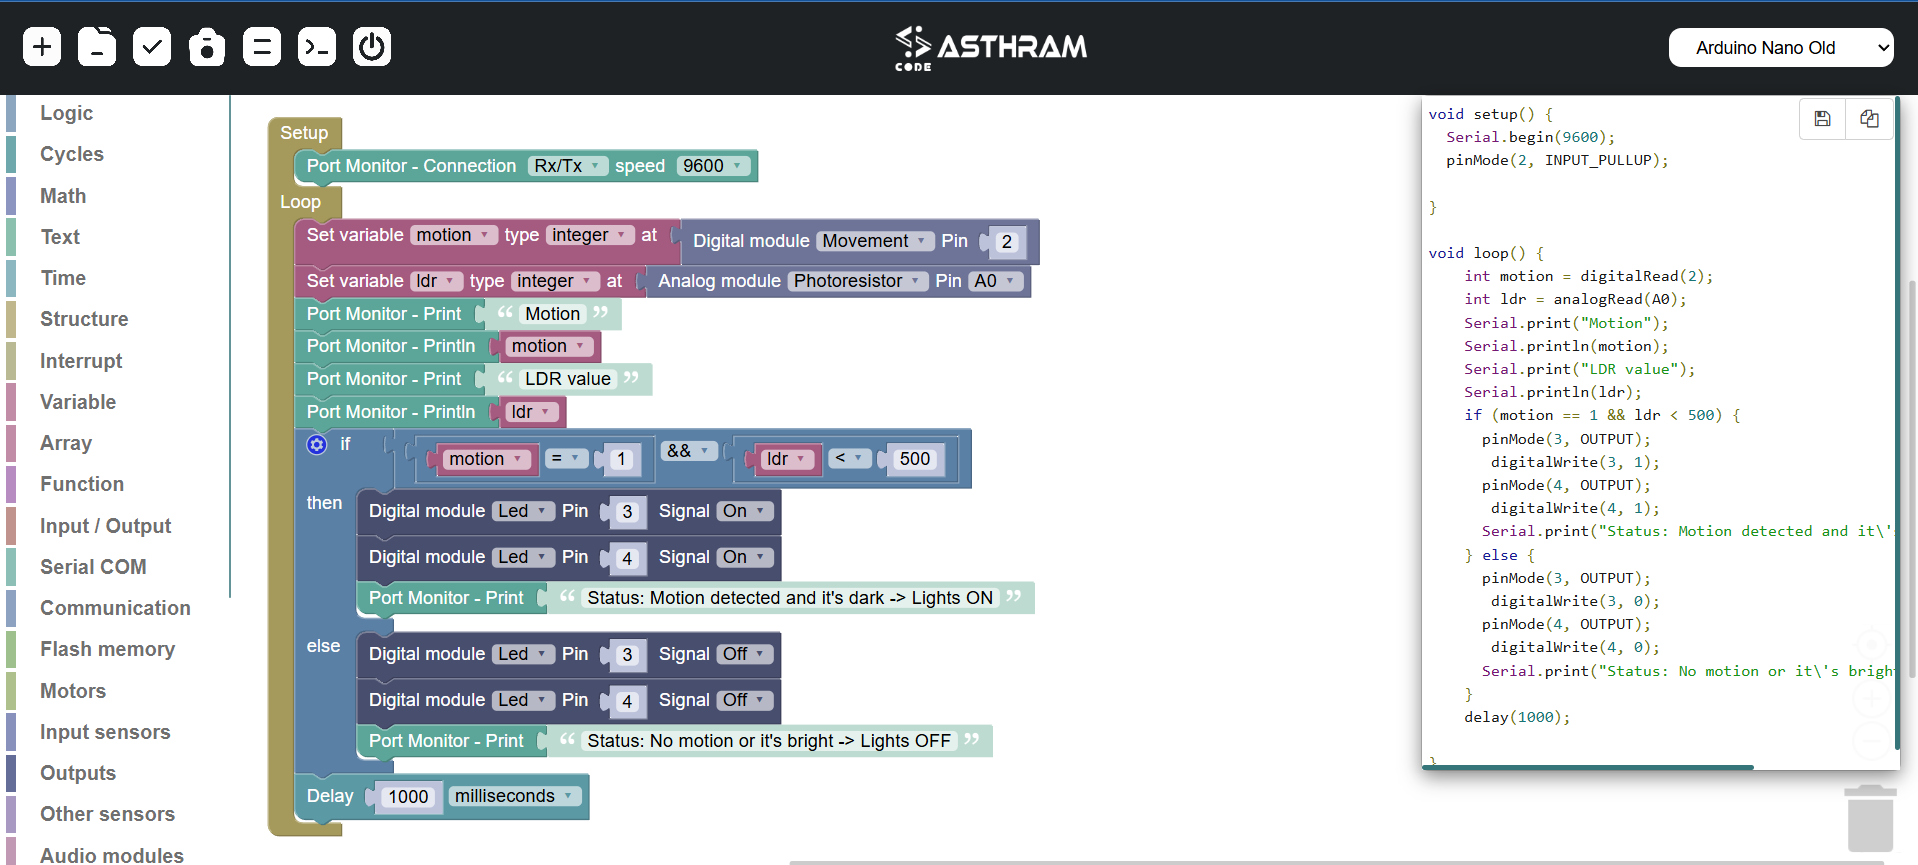 CODE ASTHRAM
Arduino Nano Old
Logic
Cycles
Math
Text
Time
Structure
Interrupt
Variable
Array
Function
Input / Output
Serial COM
Communication
Flash memory
Motors
Input sensors
Outputs
Other sensors
Audio modules
Setup
Port Monitor - Connection Rx/Tx speed 9600
Loop
Set variable motion type integer at Digital module Movement Pin 2
Set variable ldr type integer at Analog module Photoresistor Pin A0
Port Monitor - Print “ Motion ”
Port Monitor - Println motion
Port Monitor - Print “ LDR value ”
Port Monitor - Println ldr
if motion = 1 && ldr < 500
then Digital module Led Pin 3 Signal On
Digital module Led Pin 4 Signal On
Port Monitor - Print “ Status: Motion detected and it's dark -> Lights ON ”
else Digital module Led Pin 3 Signal Off
Digital module Led Pin 4 Signal Off
Port Monitor - Print “ Status: No motion or it's bright -> Lights OFF ”
Delay 1000 milliseconds
void setup() {
Serial.begin(9600);
pinMode(2, INPUT_PULLUP);
}
void loop() {
int motion = digitalRead(2);
int ldr = analogRead(A0);
Serial.print("Motion");
Serial.println(motion);
Serial.print("LDR value");
Serial.println(ldr);
if (motion == 1 && ldr < 500) {
pinMode(3, OUTPUT);
digitalWrite(3, 1);
pinMode(4, OUTPUT);
digitalWrite(4, 1);
Serial.print("Status: Motion detected and it\'
} else {
pinMode(3, OUTPUT);
digitalWrite(3, 0);
pinMode(4, OUTPUT);
digitalWrite(4, 0);
Serial.print("Status: No motion or it\'s brigh
}
delay(1000);
}